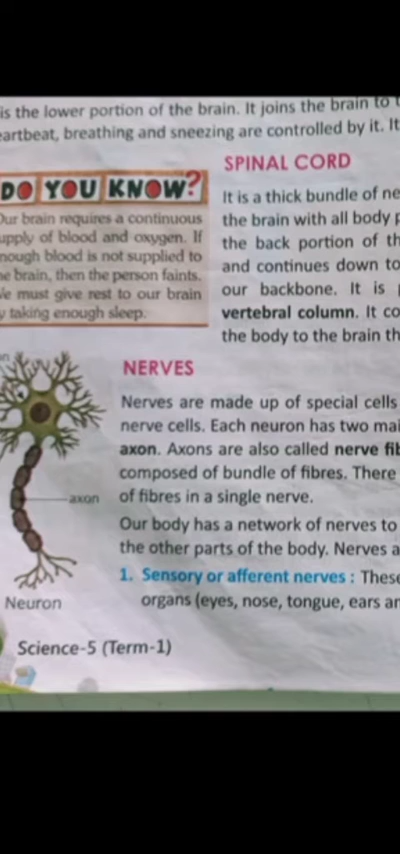 is the lower portion of the brain. It joins the brain to
eartbeat, breathing and sneezing are controlled by it. It
DO YOU KNOW?
Our brain requires a continuous
upply of blood and oxygen. If
nough blood is not supplied to
he brain, then the person faints.
We must give rest to our brain
y taking enough sleep.
SPINAL CORD
It is a thick bundle of ne
the brain with all body p
the back portion of th
and continues down to
our backbone. It is
vertebral column. It co
the body to the brain th
NERVES
Nerves are made up of special cells
nerve cells. Each neuron has two mai
axon. Axons are also called nerve fib
composed of bundle of fibres. There
of fibres in a single nerve.
Our body has a network of nerves to
the other parts of the body. Nerves a
1. Sensory or afferent nerves : These
organs (eyes, nose, tongue, ears an
axon
Neuron
Science-5 (Term-1)